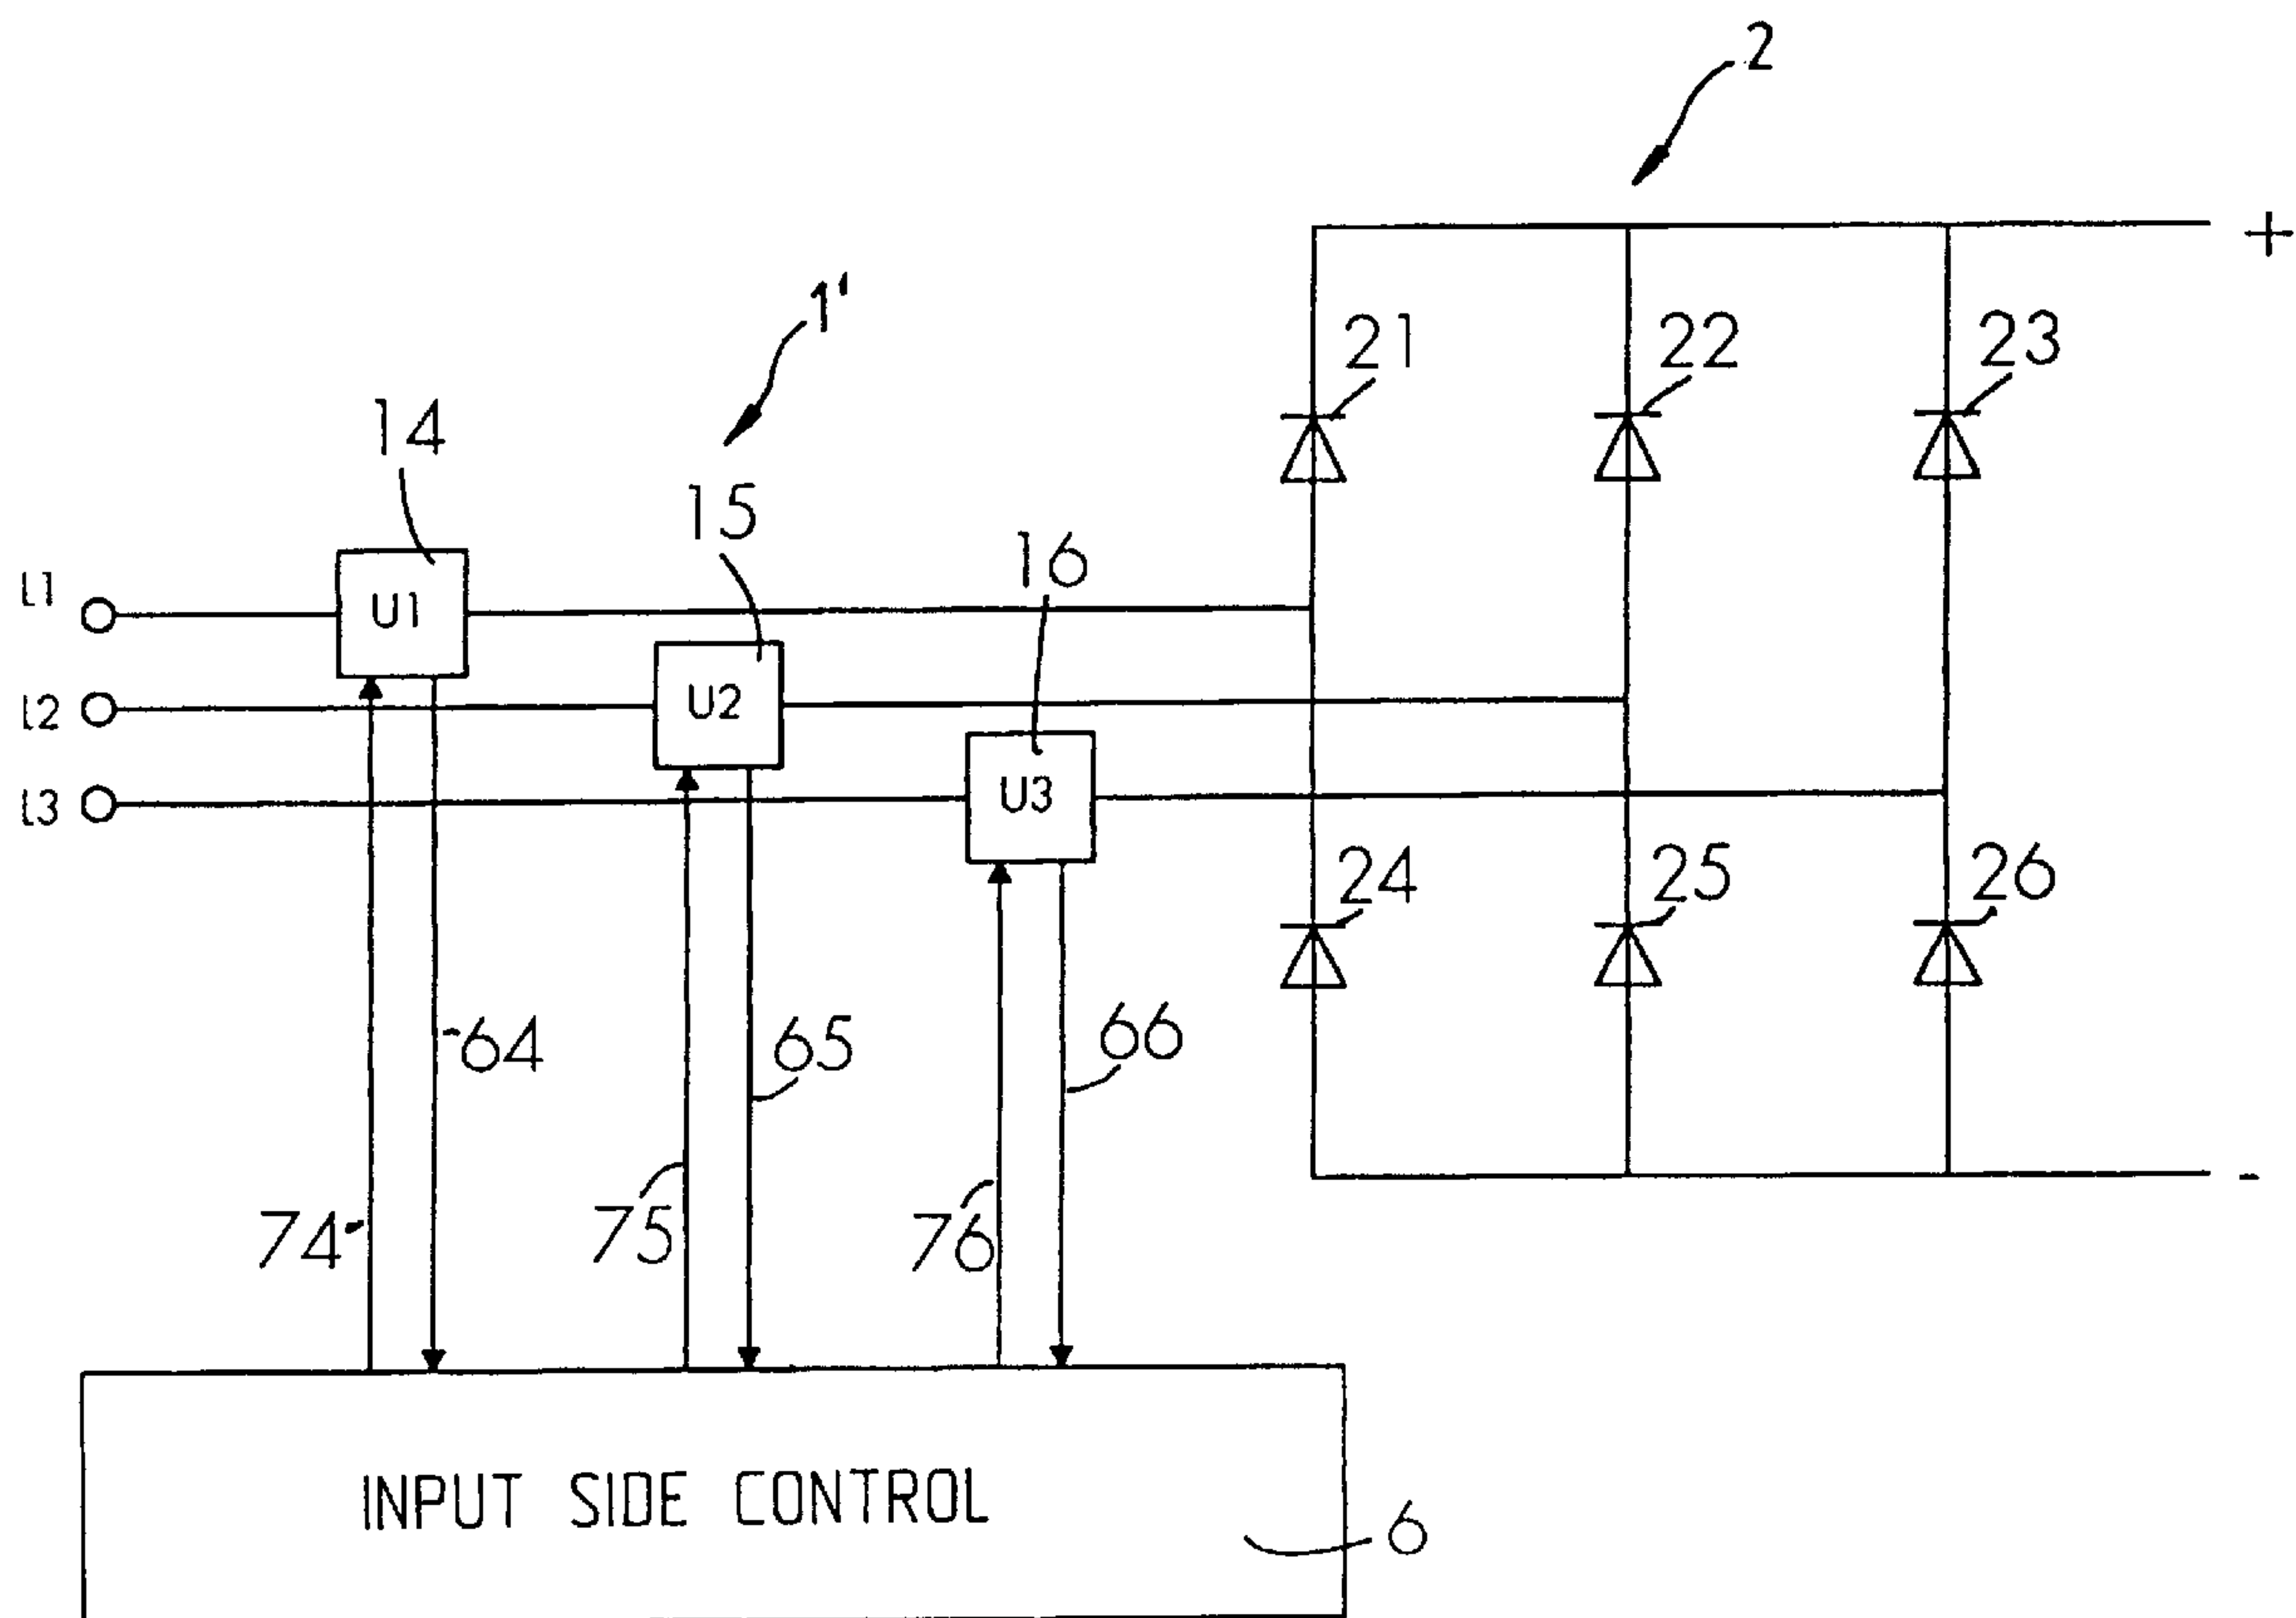 2
+
1'
21 22 23
14
15
16
L1
U1
L2
U2
L3
U3
24 25 26
64 65 66
74 75 76
-
INPUT SIDE CONTROL
6